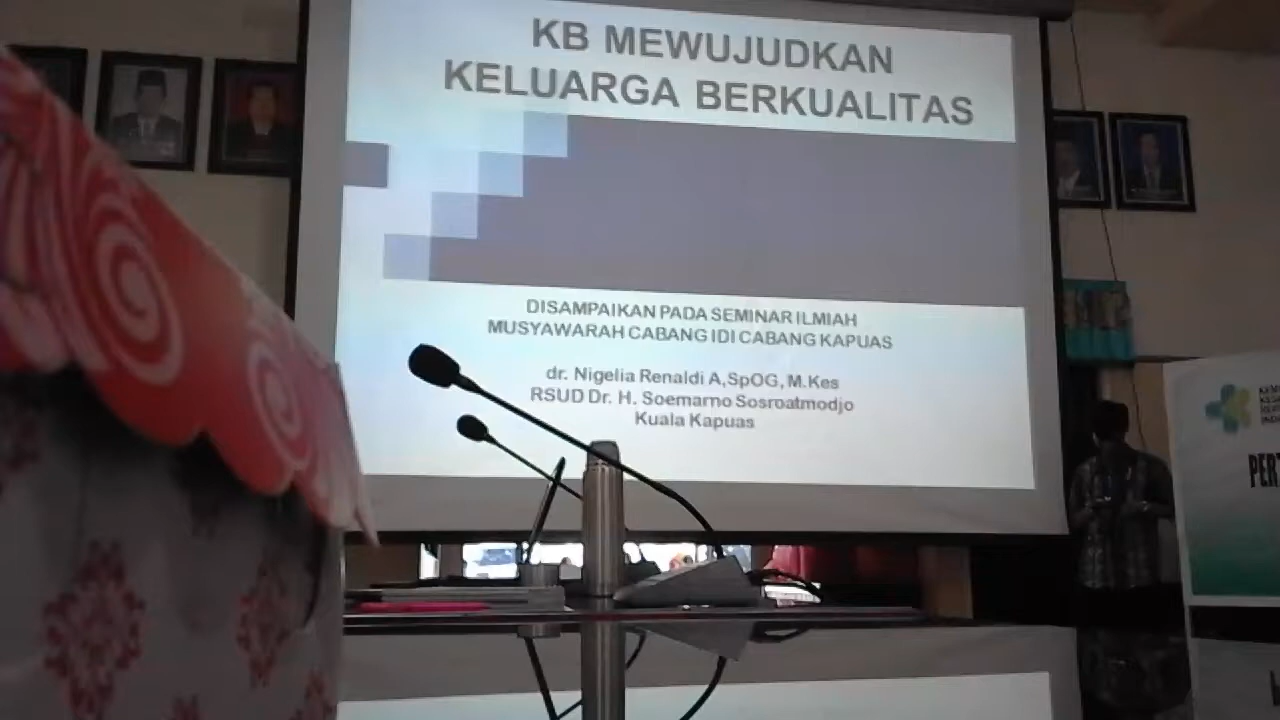 KB MEWUJUDKAN
KELUARGA BERKUALITAS
DISAMPAIKAN PADA SEMINAR ILMIAH
MUSYAWARAH CABANG IDI CABANG KAPUAS
dr. Nigelia Renaldi A,SpOG, M.Kes
RSUD Dr. H. Soemarno Sosroatmodjo
Kuala Kapuas
PERT